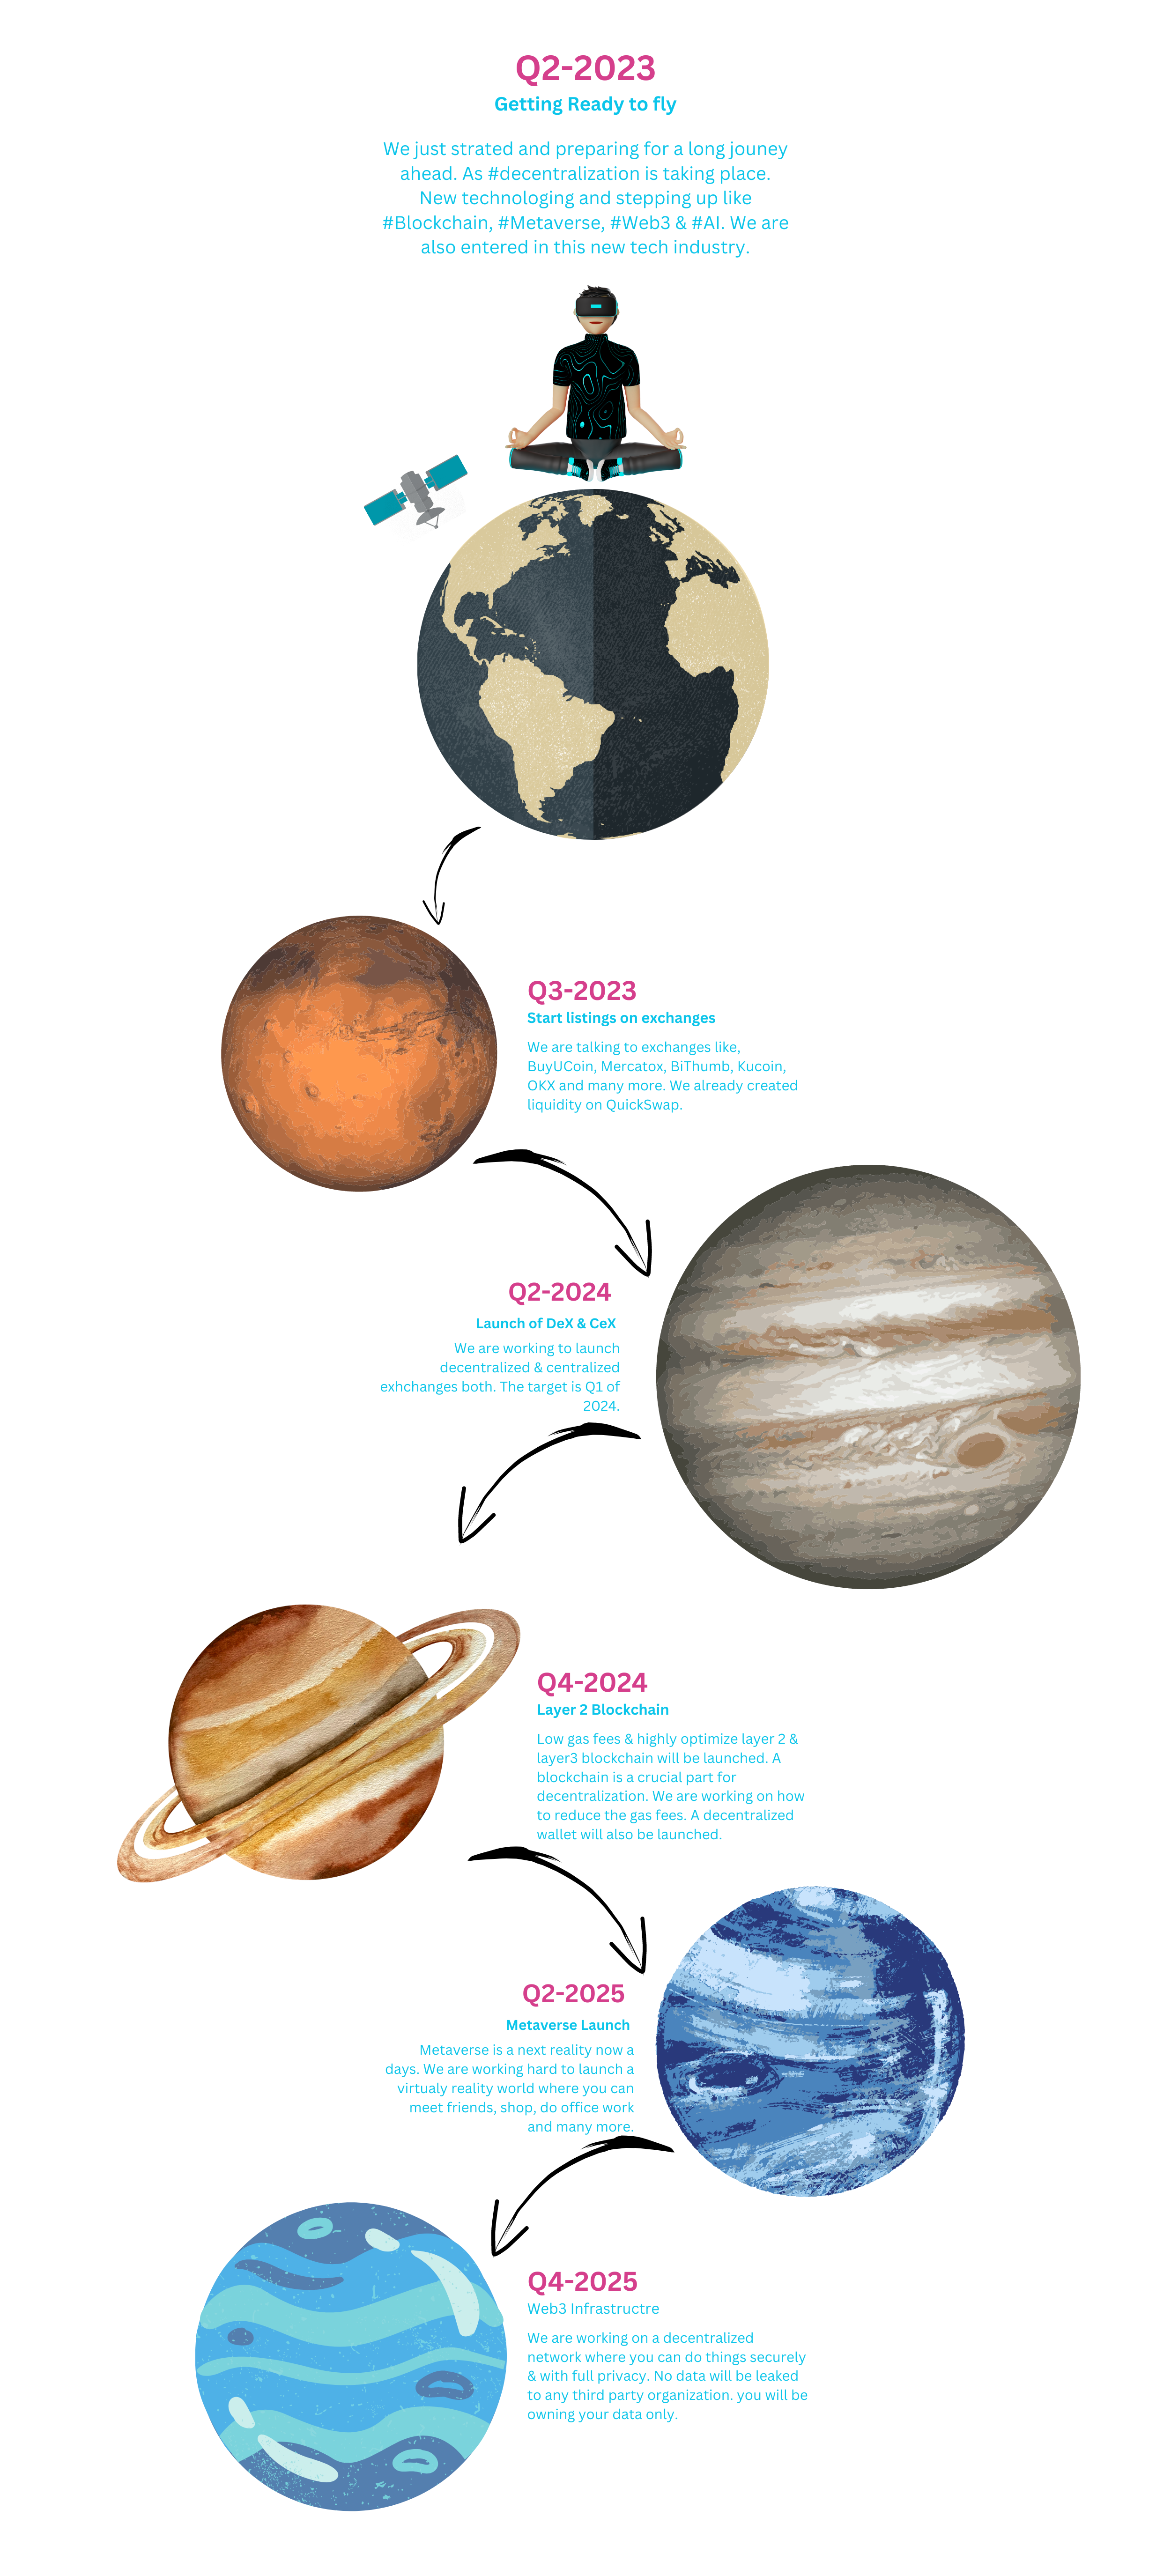 Q2-2023
Getting Ready to fly
We just strated and preparing for a long jouney
ahead. As #decentralization is taking place.
New technologing and stepping up like
#Blockchain, #Metaverse, #Web3 & #AI. We are
also entered in this new tech industry.
Q3-2023
Start listings on exchanges
We are talking to exchanges like,
BuyUCoin, Mercatox, BiThumb, Kucoin,
OKX and many more. We already created
liquidity on QuickSwap.
Q2-2024
Launch of DeX & CeX
We are working to launch
decentralized & centralized
exhchanges both. The target is Q1 of
2024.
Q4-2024
Layer 2 Blockchain
Low gas fees & highly optimize layer 2 &
layer3 blockchain will be launched. A
blockchain is a crucial part for
decentralization. We are working on how
to reduce the gas fees. A decentralized
wallet will also be launched.
Q2-2025
Metaverse Launch
Metaverse is a next reality now a
days. We are working hard to launch a
virtualy reality world where you can
meet friends, shop, do office work
and many more.
Q4-2025
Web3 Infrastructre
We are working on a decentralized
network where you can do things securely
& with full privacy. No data will be leaked
to any third party organization. you will be
owning your data only.